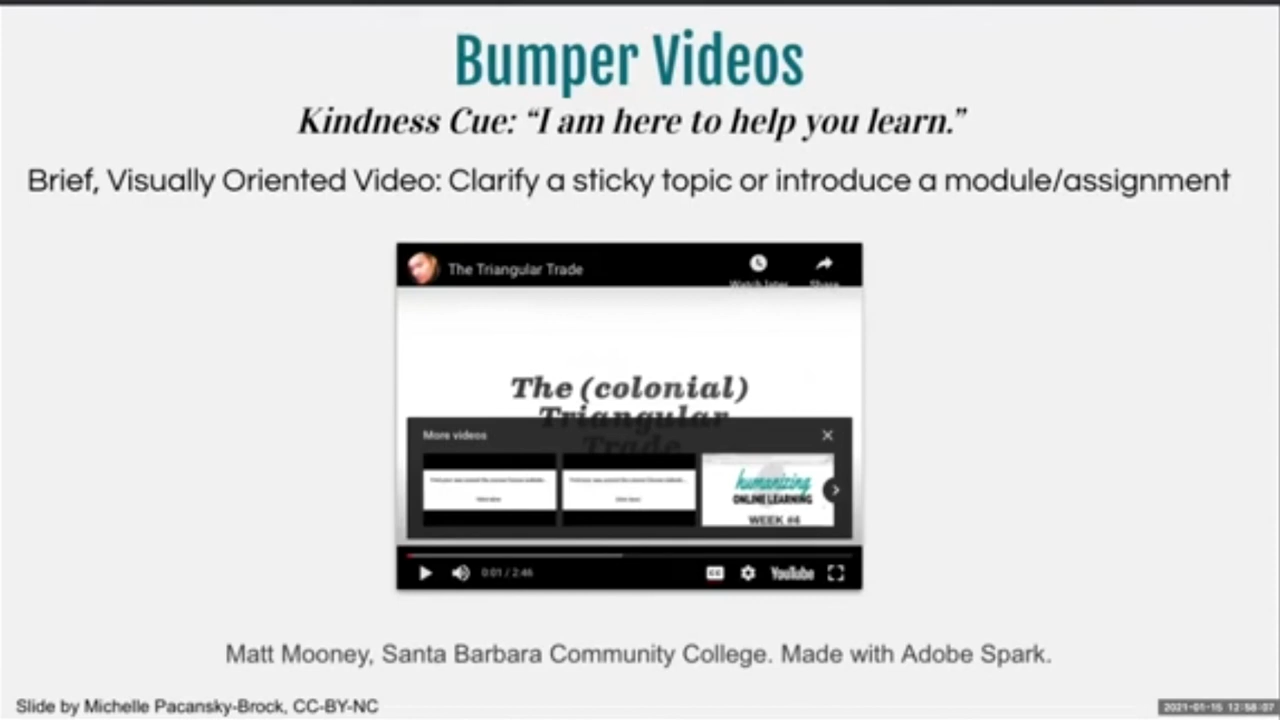 Bumper Videos
Kindness Cue: “I am here to help you learn.”
Brief, Visually Oriented Video: Clarify a sticky topic or introduce a module/assignment
The Triangular Trade
Watch later
Share
The (colonial)
Triangular
Trade
More videos
humanizing
ONLINE LEARNING
WEEK #6
0:01 / 2:46
CC
YouTube
Matt Mooney, Santa Barbara Community College. Made with Adobe Spark.
Slide by Michelle Pacansky-Brock, CC-BY-NC
2021-01-15 12:58:07